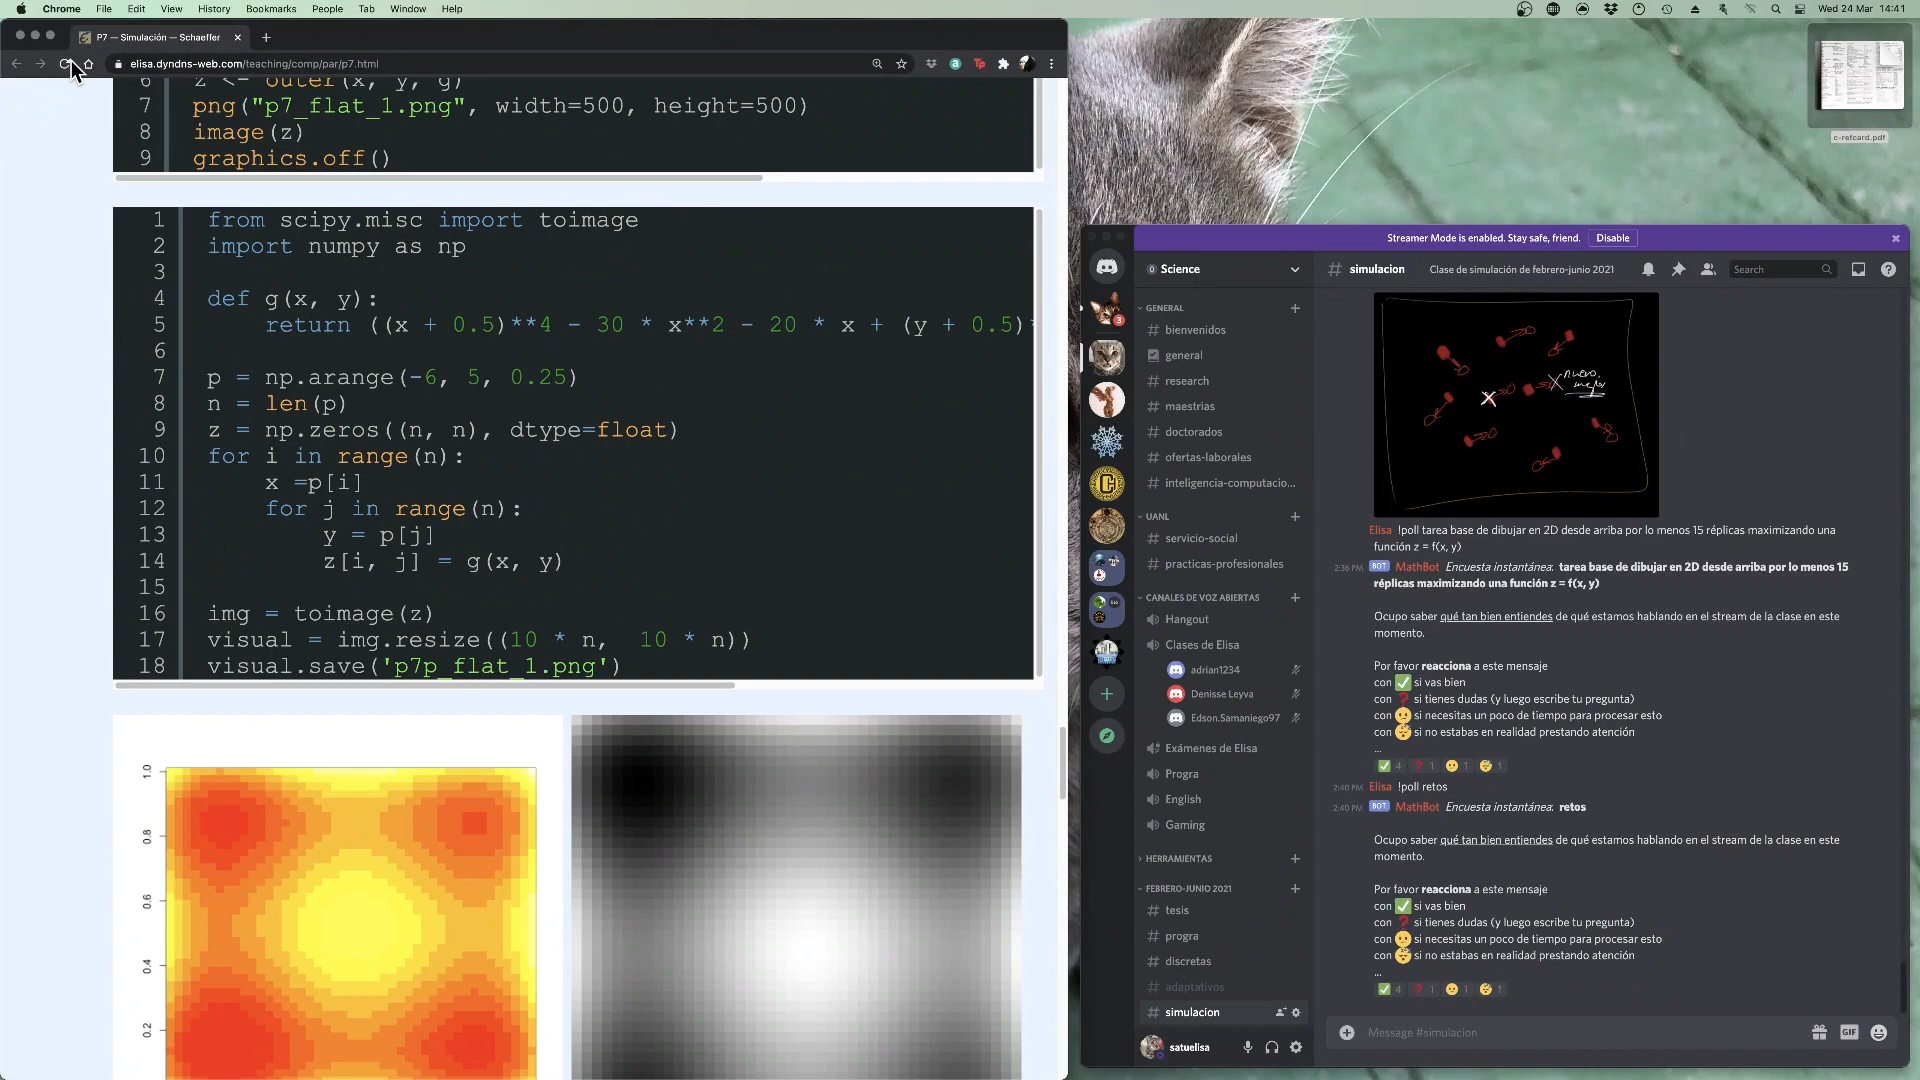 Chrome File Edit View History Bookmarks People Tab Window Help
Wed 24 Mar 14:41
P7 — Simulación — Schaeffer
elisa.dyndns-web.com/teaching/comp/par/p7.html
6 z <- outer(x, y, g)
7 png("p7_flat_1.png", width=500, height=500)
8 image(z)
9 graphics.off()
1 from scipy.misc import toimage
2 import numpy as np
3
4 def g(x, y):
5 return ((x + 0.5)**4 - 30 * x**2 - 20 * x + (y + 0.5)*
6
7 p = np.arange(-6, 5, 0.25)
8 n = len(p)
9 z = np.zeros((n, n), dtype=float)
10 for i in range(n):
11 x =p[i]
12 for j in range(n):
13 y = p[j]
14 z[i, j] = g(x, y)
15
16 img = toimage(z)
17 visual = img.resize((10 * n, 10 * n))
18 visual.save('p7p_flat_1.png')
1.0
0.8
0.6
0.4
0.2
c-refcard.pdf
Streamer Mode is enabled. Stay safe, friend. Disable
Science
# simulacion Clase de simulación de febrero-junio 2021
Search
GENERAL
# bienvenidos
general
# research
# maestrias
# doctorados
# ofertas-laborales
# inteligencia-computacio...
UANL
# servicio-social
# practicas-profesionales
CANALES DE VOZ ABIERTAS
Hangout
Clases de Elisa
adrian1234
Denisse Leyva
Edson.Samaniego97
Exámenes de Elisa
Progra
English
Gaming
HERRAMIENTAS
FEBRERO-JUNIO 2021
# tesis
# progra
# discretas
# adaptativos
# simulacion
satuelisa
3
nuevo.
mejor
Elisa !poll tarea base de dibujar en 2D desde arriba por lo menos 15 réplicas maximizando una
función z = f(x, y)
2:36 PM BOT MathBot Encuesta instantánea: tarea base de dibujar en 2D desde arriba por lo menos 15
réplicas maximizando una función z = f(x, y)
Ocupo saber qué tan bien entiendes de qué estamos hablando en el stream de la clase en este
momento.
Por favor reacciona a este mensaje
con ✅ si vas bien
con ❓ si tienes dudas (y luego escribe tu pregunta)
con 😕 si necesitas un poco de tiempo para procesar esto
con 😴 si no estabas en realidad prestando atención
...
✅ 4 ❓ 1 😕 1 😴 1
2:40 PM Elisa !poll retos
2:40 PM BOT MathBot Encuesta instantánea: retos
Ocupo saber qué tan bien entiendes de qué estamos hablando en el stream de la clase en este
momento.
Por favor reacciona a este mensaje
con ✅ si vas bien
con ❓ si tienes dudas (y luego escribe tu pregunta)
con 😕 si necesitas un poco de tiempo para procesar esto
con 😴 si no estabas en realidad prestando atención
...
✅ 4 ❓ 1 😕 1 😴 1
Message #simulacion
GIF